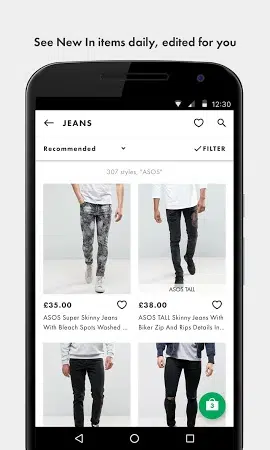 See New In items daily, edited for you
12:30
JEANS
Recommended
FILTER
307 styles, "ASOS"
ASOS TALL
£35.00
£38.00
ASOS Super Skinny Jeans
With Bleach Spots Washed ...
ASOS TALL Skinny Jeans With
Biker Zip And Rips Details In...
3